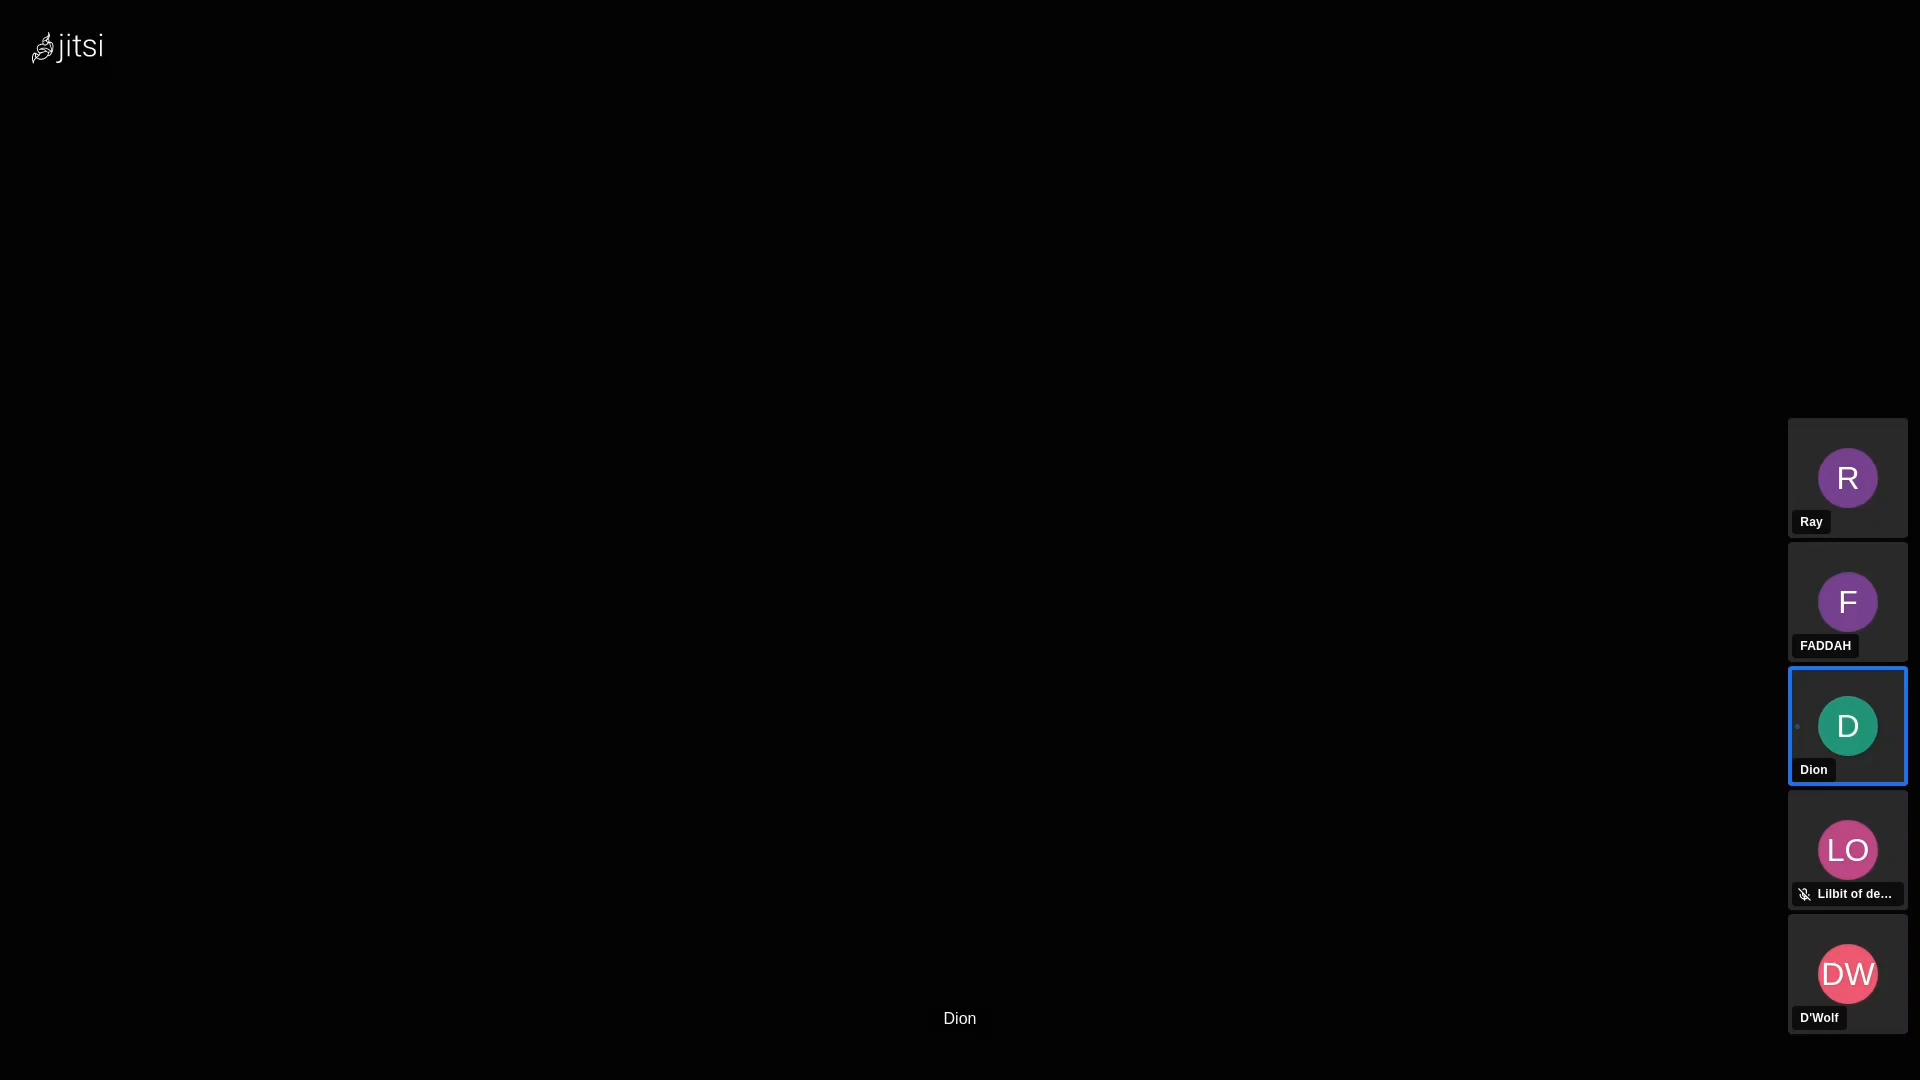 jitsi
R
Ray
F
FADDAH
D
Dion
LO
Lilbit of de...
DW
D'Wolf
Dion